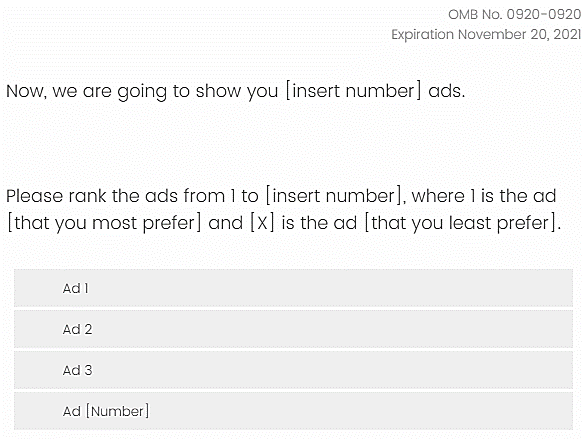 OMB No. 0920-0920
Expiration November 20, 2021
Now, we are going to show you [insert number] ads.
Please rank the ads from 1 to [insert number], where 1 is the ad
[that you most prefer] and [X] is the ad [that you least prefer].
Ad 1
Ad 2
Ad 3
Ad [Number]